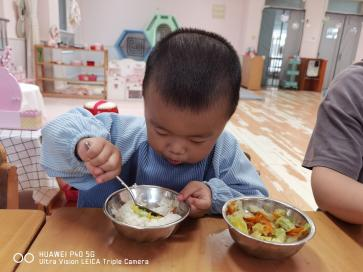 HUAWEI P40 5G
Ultra Vision LEICA Triple Camera